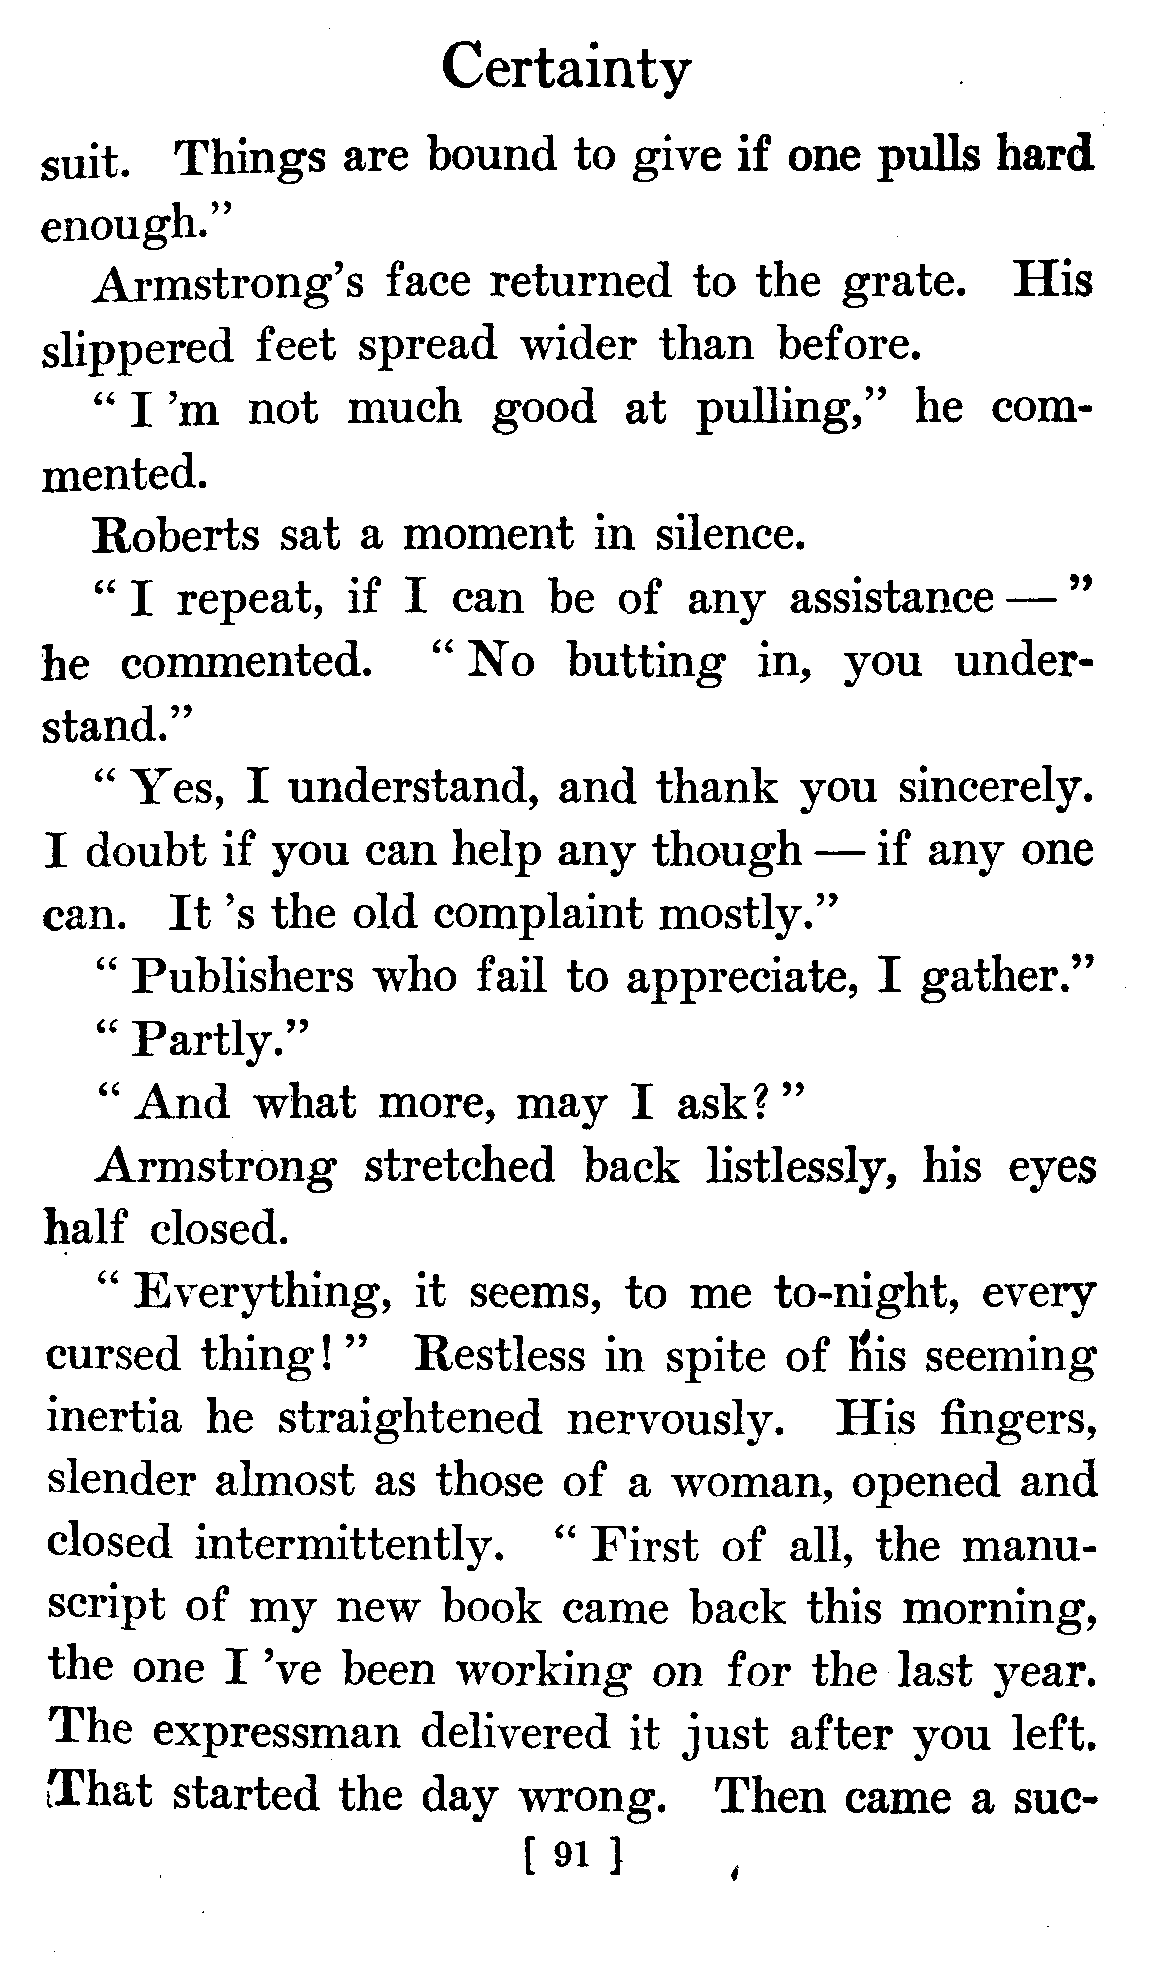 Certainty
suit. Things are bound to give if one pulls hard
enough.”
Armstrong’s face returned to the grate. His
slippered feet spread wider than before.
“ I ’m not much good at pulling,” he com-
mented.
Roberts sat a moment in silence.
“ I repeat, if I can be of any assistance — ”
he commented. “ No butting in, you under-
stand.”
“ Yes, I understand, and thank you sincerely.
I doubt if you can help any though — if any one
can. It ’s the old complaint mostly.”
“ Publishers who fail to appreciate, I gather.”
“ Partly.”
“ And what more, may I ask? ”
Armstrong stretched back listlessly, his eyes
half closed.
“ Everything, it seems, to me to-night, every
cursed thing! ” Restless in spite of his seeming
inertia he straightened nervously. His fingers,
slender almost as those of a woman, opened and
closed intermittently. “ First of all, the manu-
script of my new book came back this morning,
the one I ’ve been working on for the last year.
The expressman delivered it just after you left.
That started the day wrong. Then came a suc-
[ 91 ]